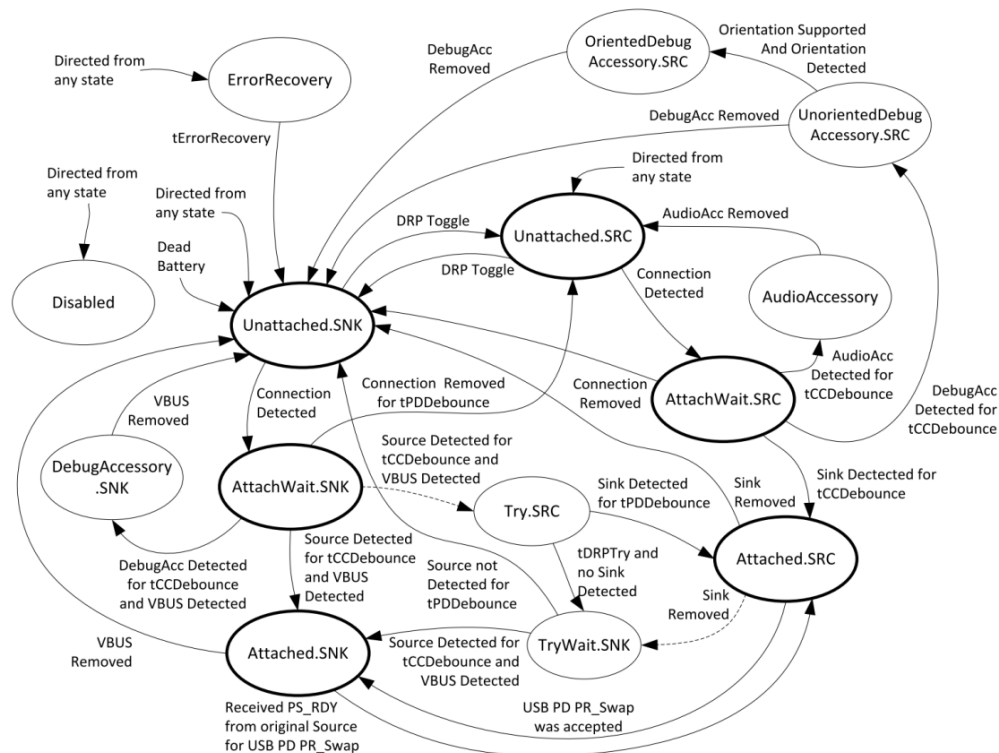 Directed from
any state
ErrorRecovery
tErrorRecovery
DebugAcc
Removed
OrientedDebug
Accessory.SRC
Orientation Supported
And Orientation
Detected
DebugAcc Removed
UnorientedDebug
Accessory.SRC
Directed from
any state
Disabled
Directed from
any state
Dead
Battery
Unattached.SNK
DRP Toggle
DRP Toggle
Directed from
any state
Unattached.SRC
AudioAcc Removed
Connection
Detected
AudioAccessory
AudioAcc
Detected for
tCCDebounce
AttachWait.SRC
Connection
Removed
DebugAcc
Detected for
tCCDebounce
VBUS
Removed
Connection
Detected
Connection Removed
for tPDDebounce
DebugAccessory
.SNK
AttachWait.SNK
Source Detected for
tCCDebounce and
VBUS Detected
Try.SRC
Sink Detected
for tPDDebounce
Sink
Removed
Sink Dectected for
tCCDebounce
Attached.SRC
DebugAcc Detected
for tCCDebounce
and VBUS Detected
Source Detected
for tCCDebounce
and VBUS
Detected
Source not
Detected for
tPDDebounce
tDRPTry and
no Sink
Detected
Sink
Removed
VBUS
Removed
Attached.SNK
Source Detected for
tCCDebounce and
VBUS Detected
TryWait.SNK
Received PS_RDY
from original Source
for USB PD PR_Swap
USB PD PR_Swap
was accepted